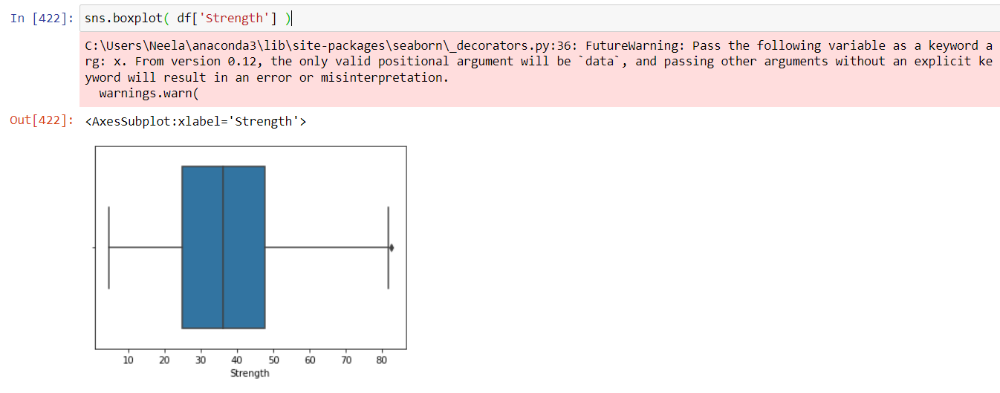 In [422]: sns.boxplot( df['Strength'] )
C:\Users\Neela\anaconda3\lib\site-packages\seaborn\_decorators.py:36: FutureWarning: Pass the following variable as a keyword a
rg: x. From version 0.12, the only valid positional argument will be `data`, and passing other arguments without an explicit ke
yword will result in an error or misinterpretation.
  warnings.warn(
Out[422]: <AxesSubplot:xlabel='Strength'>
10 20 30 40 50 60 70 80
Strength